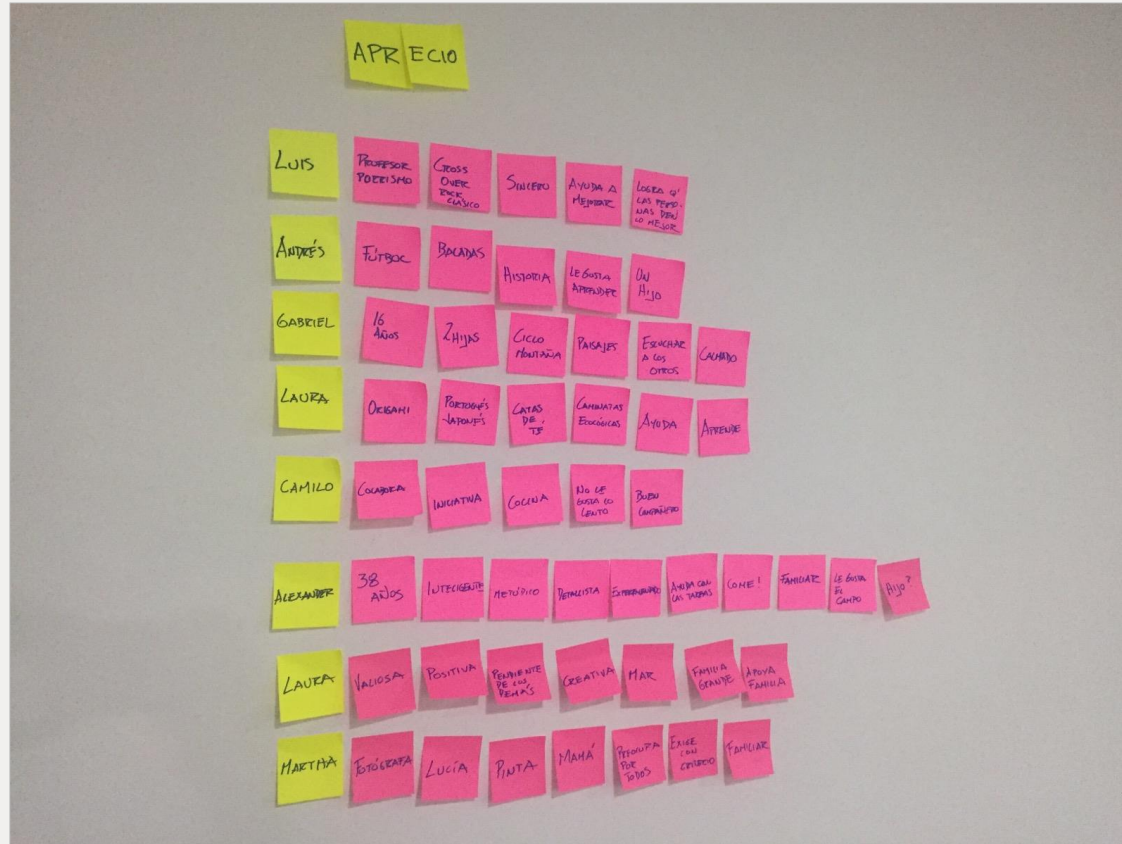 APRECIO
LUIS
PROFESOR
PORRISMO
CROSS
OVER
ROCK
CLÁSICO
SINCERO
AYUDA A
MEJORAR
LOGRA Q'
LAS PERSO-
NAS DEN
LO MEJOR
ANDRÉS
FÚTBOL
BALADAS
HISTORIA
LE GUSTA
APRENDER
UN
HIJO
GABRIEL
16
AÑOS
2 HIJAS
CICLO
MONTAÑA
PAISAJES
ESCUCHAR
A LOS
OTROS
CALMADO
LAURA
ORIGAMI
PORTUGUÉS
JAPONÉS
CATAS
DE
TÉ
CAMINATAS
ECOLÓGICAS
AYUDA
APRENDE
CAMILO
COLABORA
INICIATIVA
COCINA
NO LE
GUSTA LO
LENTO
BUEN
COMPAÑERO
ALEXANDER
38
AÑOS
INTELIGENTE
METÓDICO
DETALLISTA
AYUDA CON
LAS TAREAS
COME!
FAMILIAR
LE GUSTA
EL
CAMPO
HIJO?
LAURA
VALIOSA
POSITIVA
PENDIENTE
DE LOS
DEMÁS
CREATIVA
MAR
FAMILIA
GRANDE
APOYA
FAMILIA
MARTHA
FOTÓGRAFA
LUCÍA
PINTA
MAMÁ
PREOCUPA
POR
TODOS
EXIGE
CON
CRITERIO
FAMILIAR